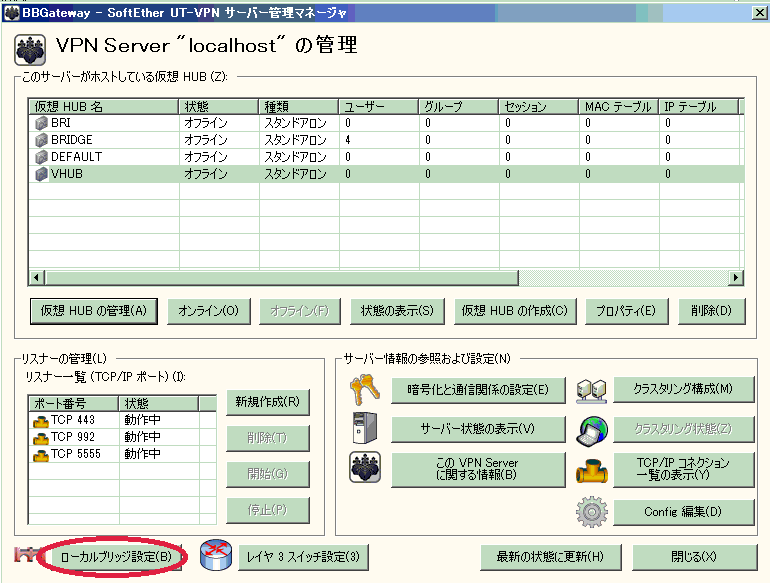 BBGateway - SoftEther UT-VPN サーバー管理マネージャ
VPN Server "localhost" の管理
このサーバーがホストしている仮想 HUB (Z):
仮想 HUB 名 状態 種類 ユーザー グループ セッション MAC テーブル IP テーブル
BRI オフライン スタンドアロン 0 0 0 0 0
BRIDGE オフライン スタンドアロン 4 0 0 0 0
DEFAULT オフライン スタンドアロン 0 0 0 0 0
VHUB オフライン スタンドアロン 0 0 0 0 0
仮想 HUB の管理(A) オンライン(O) オフライン(F) 状態の表示(S) 仮想 HUB の作成(C) プロパティ(E) 削除(D)
リスナーの管理(L)
リスナー一覧 (TCP/IP ポート) (I):
ポート番号 状態
TCP 443 動作中
TCP 992 動作中
TCP 5555 動作中
新規作成(R)
削除(T)
開始(G)
停止(P)
サーバー情報の参照および設定(N)
暗号化と通信関係の設定(E)
クラスタリング構成(M)
サーバー状態の表示(V)
クラスタリング状態(Z)
この VPN Server
に関する情報(B)
TCP/IP コネクション
一覧の表示(Y)
Config 編集(D)
ローカルブリッジ設定(B) レイヤ 3 スイッチ設定(3) 最新の状態に更新(H) 閉じる(X)